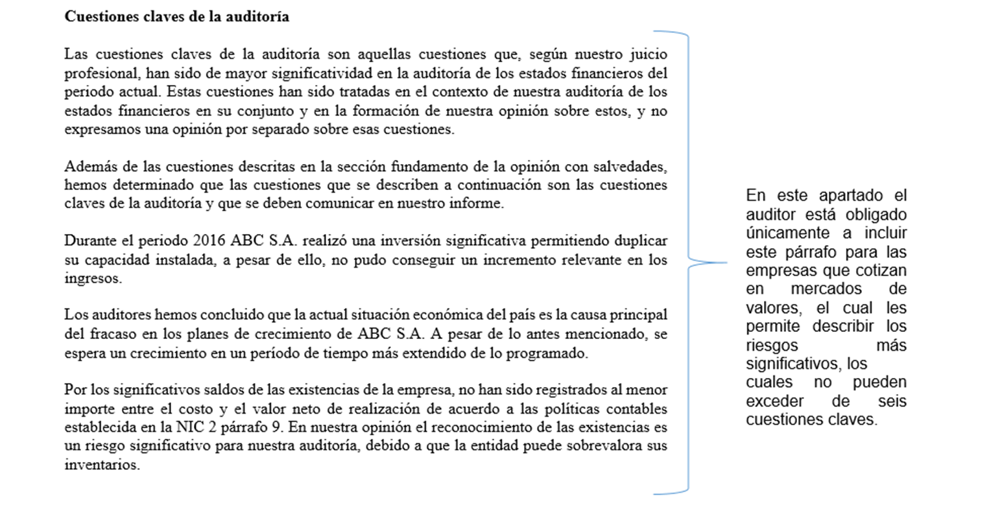 Cuestiones claves de la auditoría
Las cuestiones claves de la auditoría son aquellas cuestiones que, según nuestro juicio
profesional, han sido de mayor significatividad en la auditoría de los estados financieros del
periodo actual. Estas cuestiones han sido tratadas en el contexto de nuestra auditoría de los
estados financieros en su conjunto y en la formación de nuestra opinión sobre estos, y no
expresamos una opinión por separado sobre esas cuestiones.
Además de las cuestiones descritas en la sección fundamento de la opinión con salvedades,
hemos determinado que las cuestiones que se describen a continuación son las cuestiones
claves de la auditoría y que se deben comunicar en nuestro informe.
Durante el periodo 2016 ABC S.A. realizó una inversión significativa permitiendo duplicar
su capacidad instalada, a pesar de ello, no pudo conseguir un incremento relevante en los
ingresos.
Los auditores hemos concluido que la actual situación económica del país es la causa principal
del fracaso en los planes de crecimiento de ABC S.A. A pesar de lo antes mencionado, se
espera un crecimiento en un período de tiempo más extendido de lo programado.
Por los significativos saldos de las existencias de la empresa, no han sido registrados al menor
importe entre el costo y el valor neto de realización de acuerdo a las políticas contables
establecida en la NIC 2 párrafo 9. En nuestra opinión el reconocimiento de las existencias es
un riesgo significativo para nuestra auditoría, debido a que la entidad puede sobrevalora sus
inventarios.
En este apartado el
auditor está obligado
únicamente a incluir
este párrafo para las
empresas que cotizan
en mercados de
valores, el cual les
permite describir los
riesgos más
significativos, los
cuales no pueden
exceder de seis
cuestiones claves.